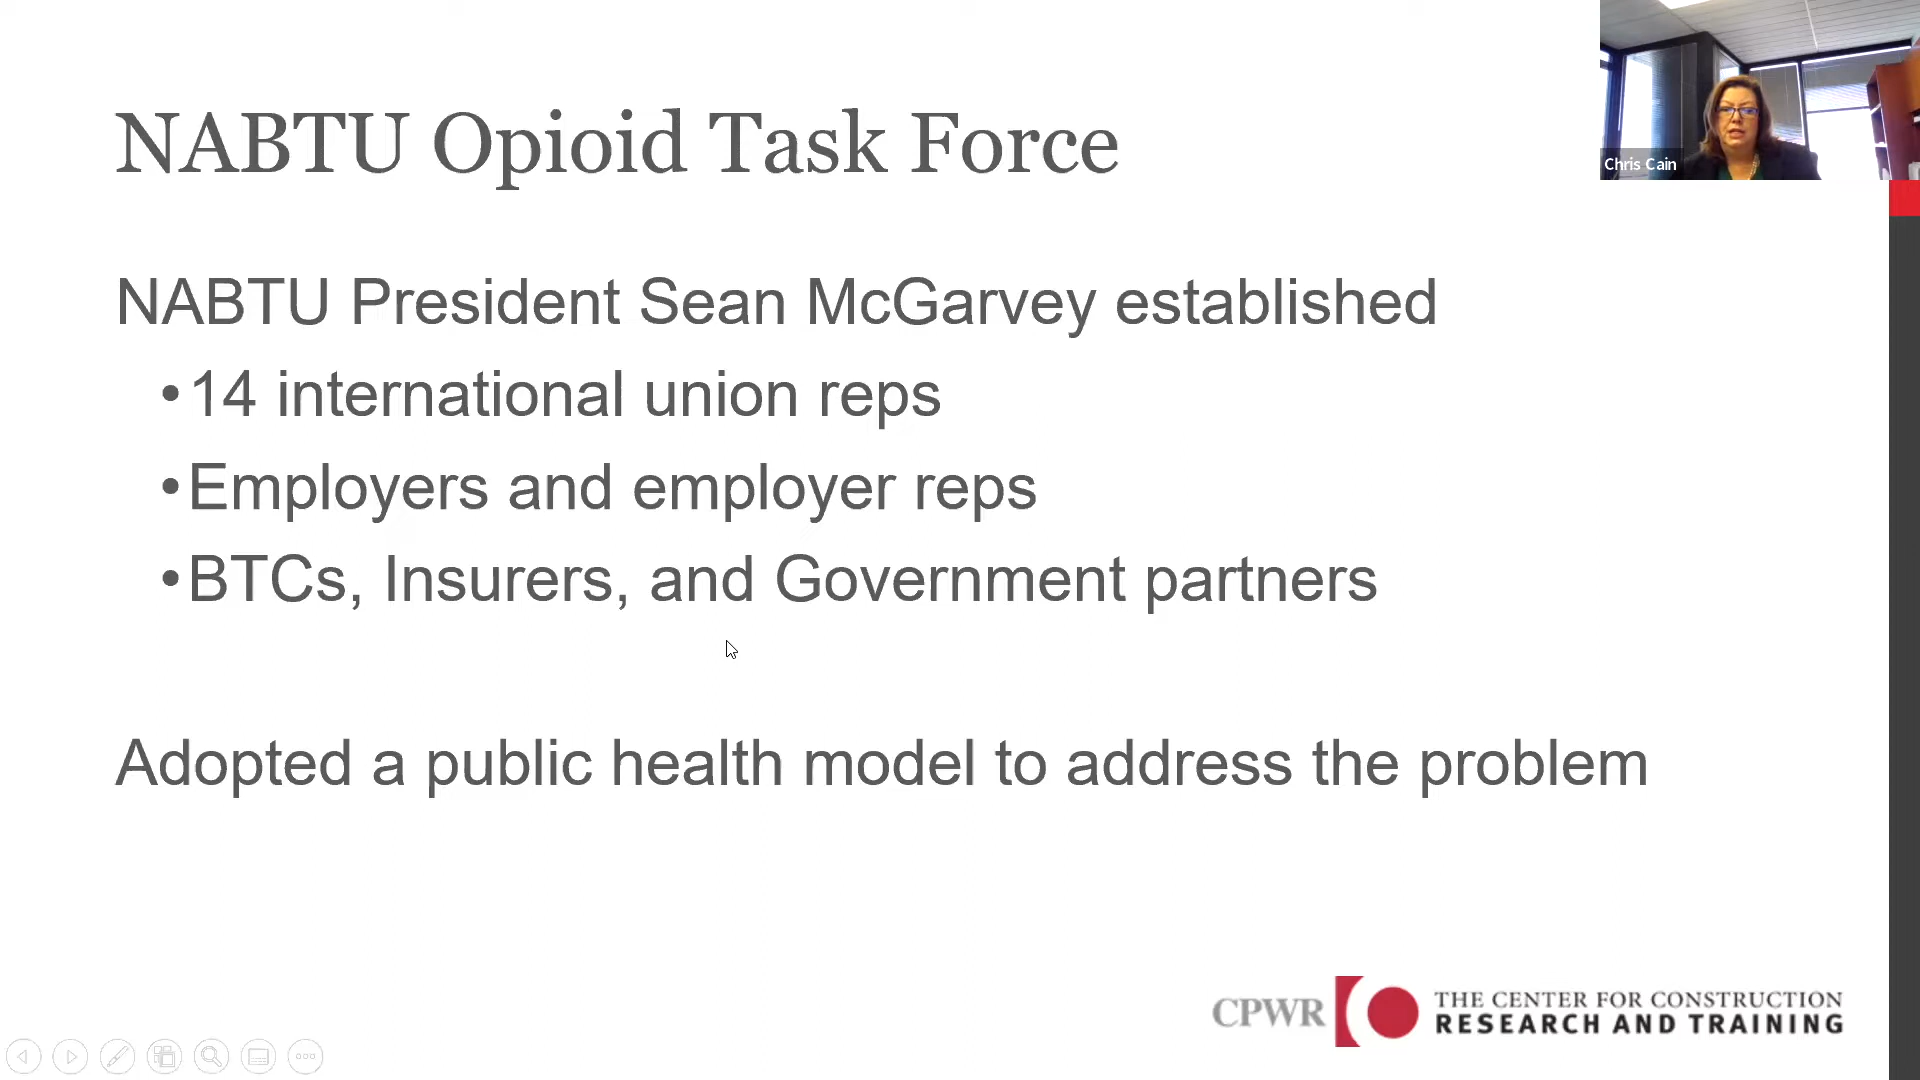 NABTU Opioid Task Force
Chris Cain
NABTU President Sean McGarvey established
•14 international union reps
•Employers and employer reps
•BTCs, Insurers, and Government partners
Adopted a public health model to address the problem
CPWR
THE CENTER FOR CONSTRUCTION
RESEARCH AND TRAINING